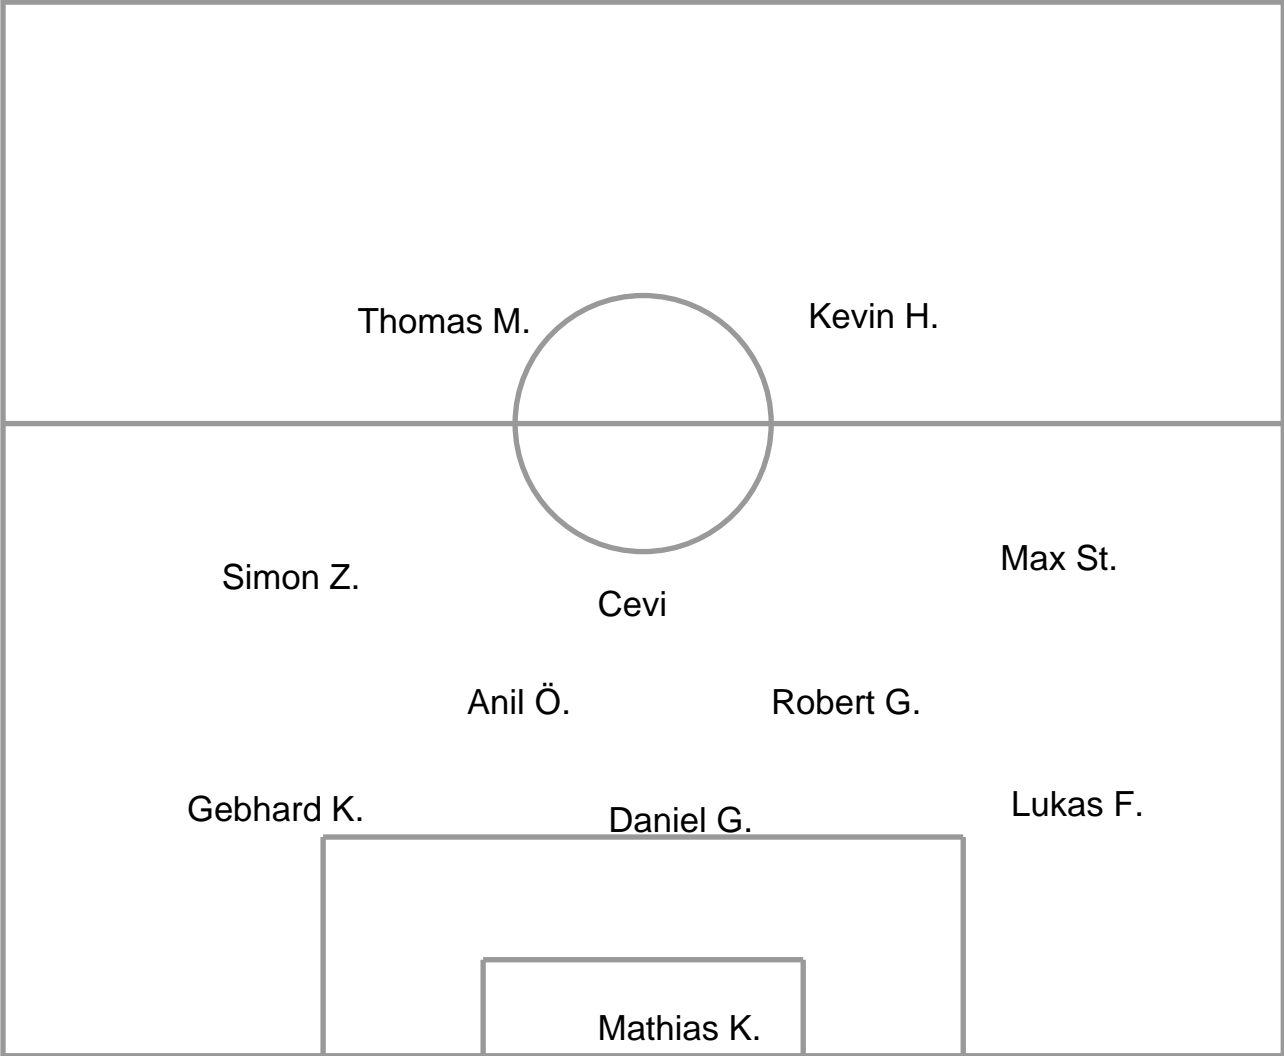 Thomas M.
Kevin H.
Simon Z.
Cevi
Max St.
Anil Ö.
Robert G.
Gebhard K.
Daniel G.
Lukas F.
Mathias K.